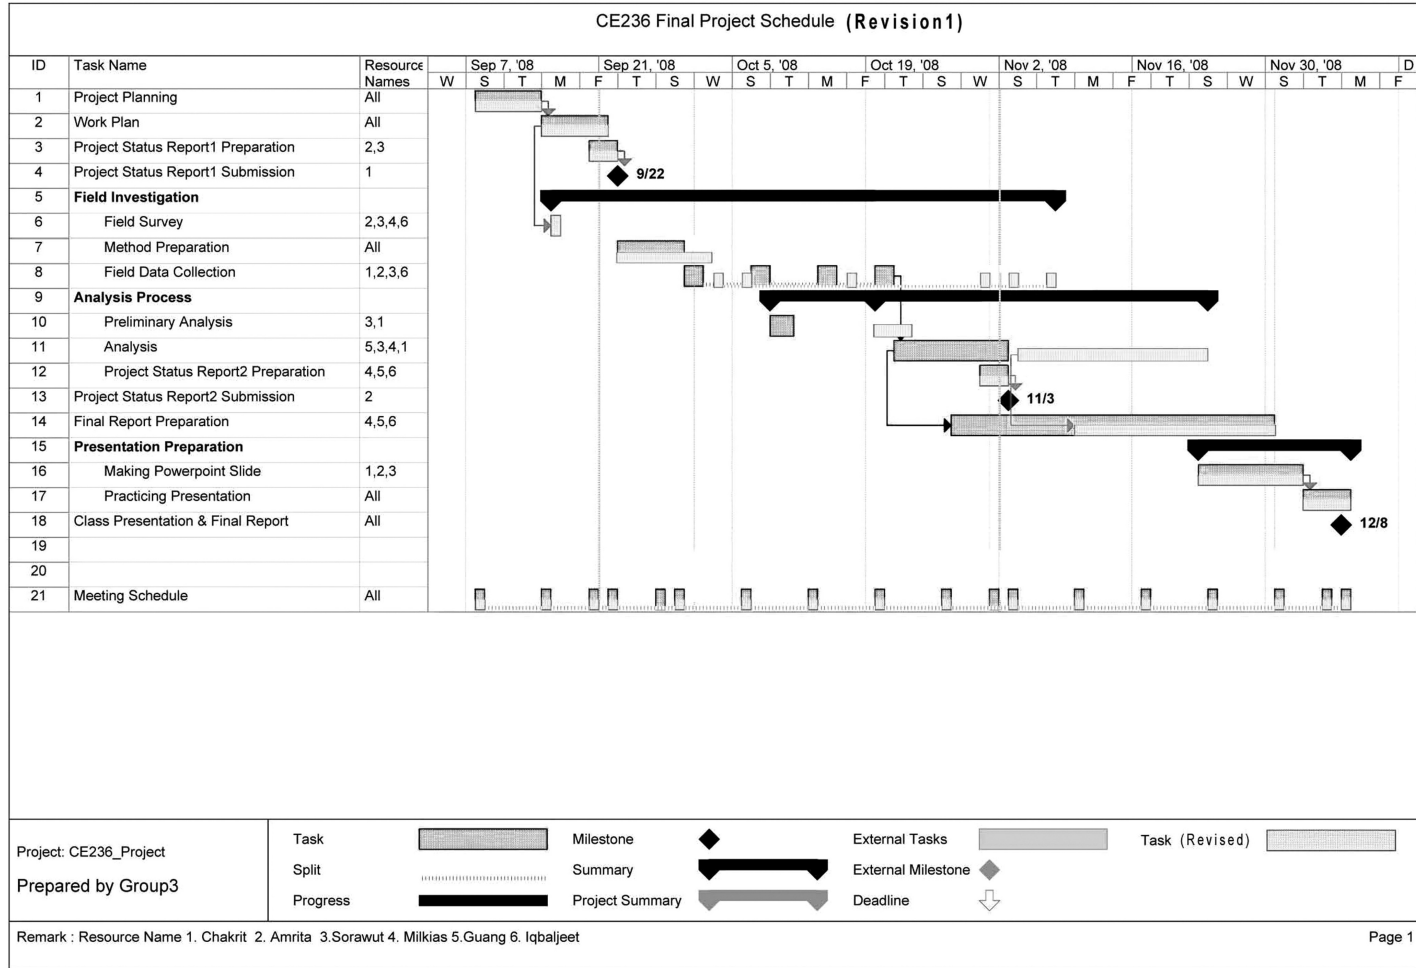 CE236 Final Project Schedule (Revision1)
ID Task Name Resource Names Sep 7, '08 Sep 21, '08 Oct 5, '08 Oct 19, '08 Nov 2, '08 Nov 16, '08 Nov 30, '08 D
W S T M F T S W S T M F T S W S T M F T S W S T M F
1 Project Planning All
2 Work Plan All
3 Project Status Report1 Preparation 2,3
4 Project Status Report1 Submission 1 9/22
5 Field Investigation
6 Field Survey 2,3,4,6
7 Method Preparation All
8 Field Data Collection 1,2,3,6
9 Analysis Process
10 Preliminary Analysis 3,1
11 Analysis 5,3,4,1
12 Project Status Report2 Preparation 4,5,6
13 Project Status Report2 Submission 2 11/3
14 Final Report Preparation 4,5,6
15 Presentation Preparation
16 Making Powerpoint Slide 1,2,3
17 Practicing Presentation All
18 Class Presentation & Final Report All 12/8
19
20
21 Meeting Schedule All
Project: CE236_Project
Prepared by Group3
Task Milestone External Tasks Task (Revised)
Split Summary External Milestone
Progress Project Summary Deadline
Remark : Resource Name 1. Chakrit 2. Amrita 3.Sorawut 4. Milkias 5.Guang 6. Iqbaljeet Page 1